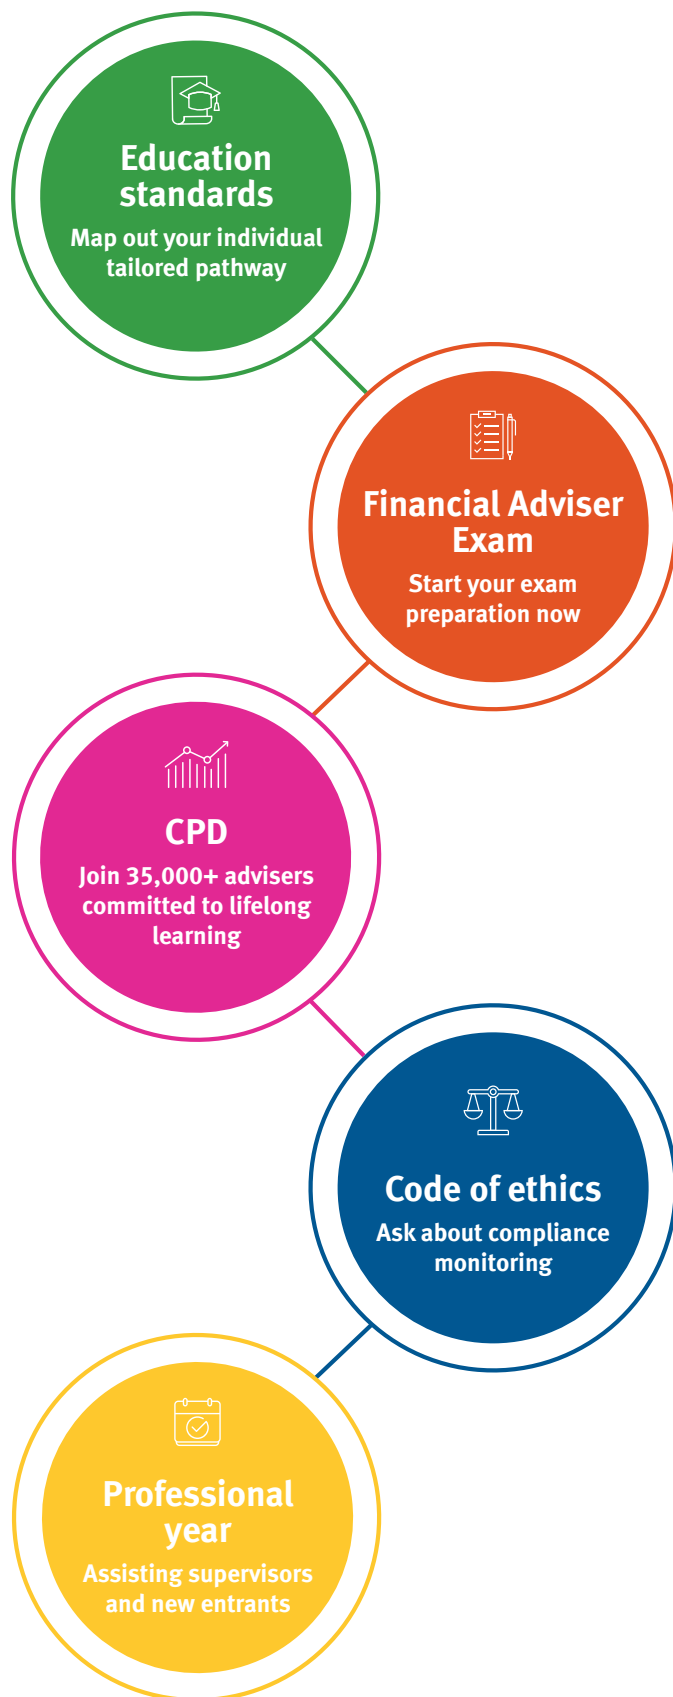 Education
standards
Map out your individual
tailored pathway
Financial Adviser
Exam
Start your exam
preparation now
CPD
Join 35,000+ advisers
committed to lifelong
learning
Code of ethics
Ask about compliance
monitoring
Professional
year
Assisting supervisors
and new entrants